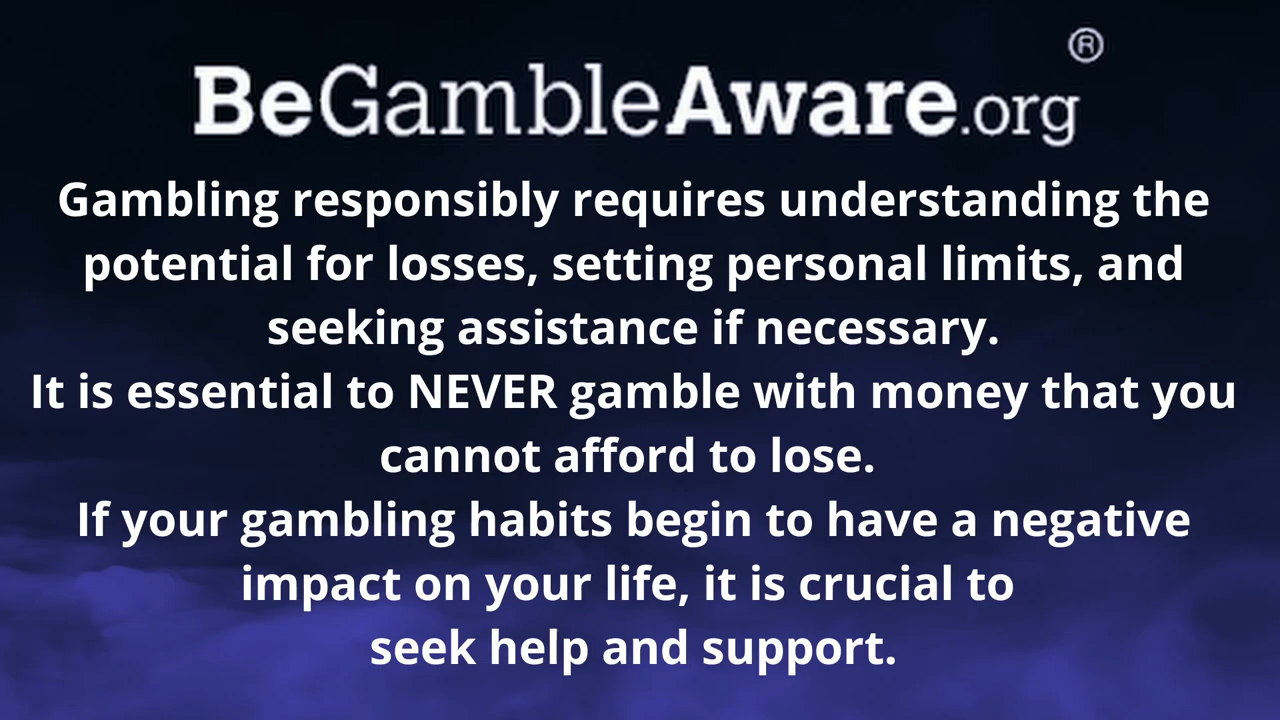 BeGambleAware.org®
Gambling responsibly requires understanding the
potential for losses, setting personal limits, and
seeking assistance if necessary.
It is essential to NEVER gamble with money that you
cannot afford to lose.
If your gambling habits begin to have a negative
impact on your life, it is crucial to
seek help and support.